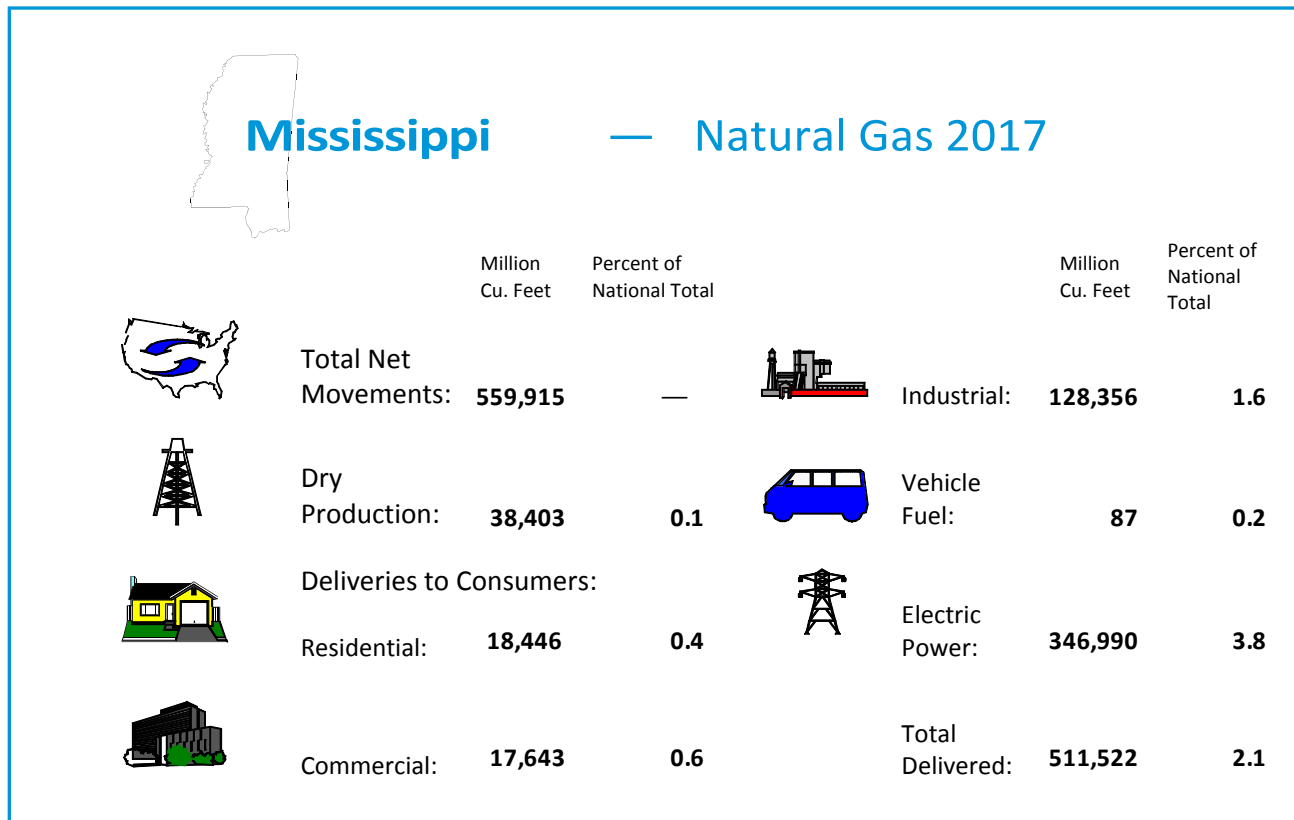 Mississippi — Natural Gas 2017
Million Cu. Feet
Percent of National Total
Total Net Movements: 559,915 —
Dry Production: 38,403 0.1
Deliveries to Consumers:
Residential: 18,446 0.4
Commercial: 17,643 0.6
Million Cu. Feet
Percent of National Total
Industrial: 128,356 1.6
Vehicle Fuel: 87 0.2
Electric Power: 346,990 3.8
Total Delivered: 511,522 2.1